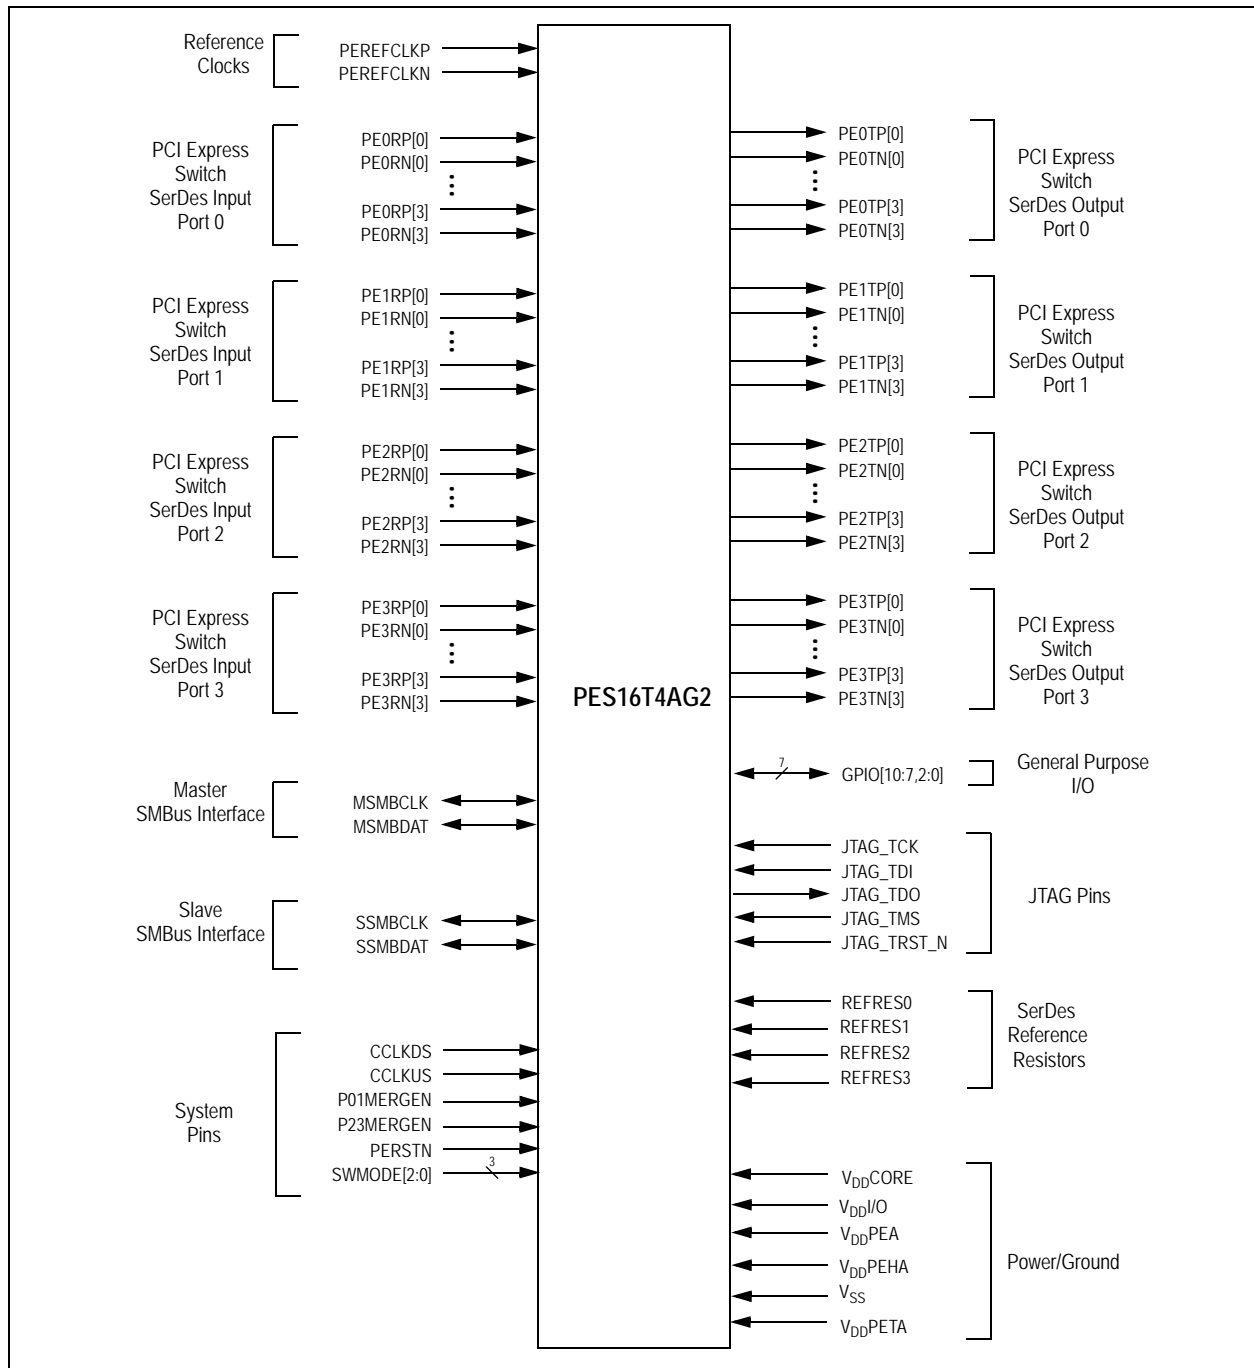 Reference
Clocks
PEREFCLKP
PEREFCLKN
PCI Express
Switch
SerDes Input
Port 0
PE0RP[0]
PE0RN[0]
PE0RP[3]
PE0RN[3]
PE0TP[0]
PE0TN[0]
PE0TP[3]
PE0TN[3]
PCI Express
Switch
SerDes Output
Port 0
PCI Express
Switch
SerDes Input
Port 1
PE1RP[0]
PE1RN[0]
PE1RP[3]
PE1RN[3]
PE1TP[0]
PE1TN[0]
PE1TP[3]
PE1TN[3]
PCI Express
Switch
SerDes Output
Port 1
PCI Express
Switch
SerDes Input
Port 2
PE2RP[0]
PE2RN[0]
PE2RP[3]
PE2RN[3]
PE2TP[0]
PE2TN[0]
PE2TP[3]
PE2TN[3]
PCI Express
Switch
SerDes Output
Port 2
PCI Express
Switch
SerDes Input
Port 3
PE3RP[0]
PE3RN[0]
PE3RP[3]
PE3RN[3]
PES16T4AG2
PE3TP[0]
PE3TN[0]
PE3TP[3]
PE3TN[3]
PCI Express
Switch
SerDes Output
Port 3
7
GPIO[10:7,2:0]
General Purpose
I/O
Master
SMBus Interface
MSMBCLK
MSMBDAT
JTAG_TCK
JTAG_TDI
JTAG_TDO
JTAG_TMS
JTAG_TRST_N
JTAG Pins
Slave
SMBus Interface
SSMBCLK
SSMBDAT
REFRES0
REFRES1
REFRES2
REFRES3
SerDes
Reference
Resistors
System
Pins
CCLKDS
CCLKUS
P01MERGEN
P23MERGEN
PERSTN
SWMODE[2:0]
3
VDDCORE
VDDI/O
VDDPEA
VDDPEHA
VSS
VDDPETA
Power/Ground